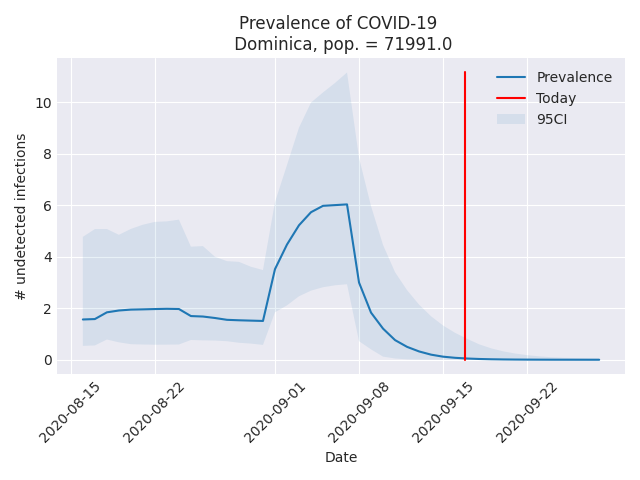 Prevalence of COVID-19
Dominica, pop. = 71991.0
Prevalence
Today
95CI
# undetected infections
10
8
6
4
2
0
2020-08-15
2020-08-22
2020-09-01
2020-09-08
2020-09-15
2020-09-22
Date